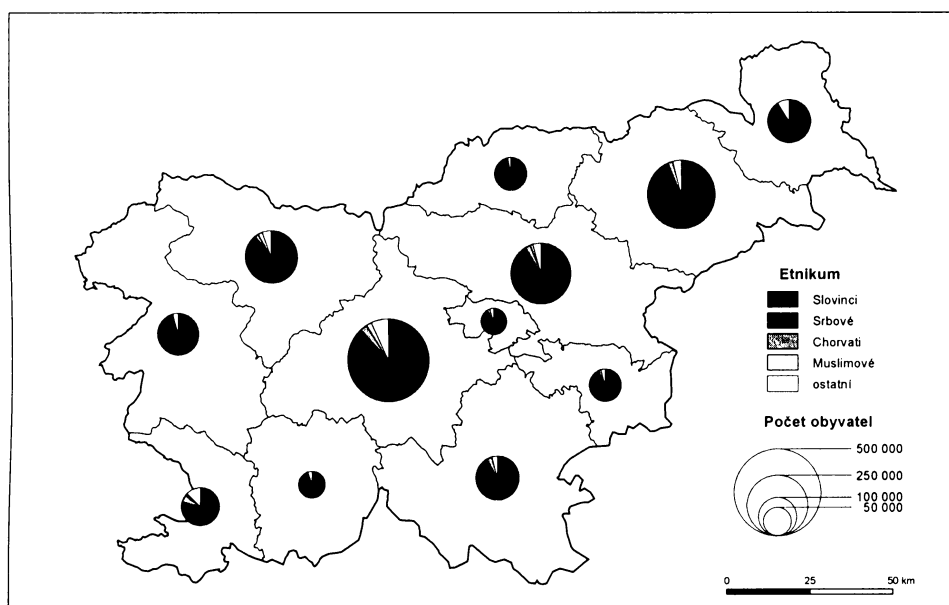 Etnikum
Slovinci
Srbové
Chorvati
Muslimové
ostatní
Počet obyvatel
500 000
250 000
100 000
50 000
0 25 50 km